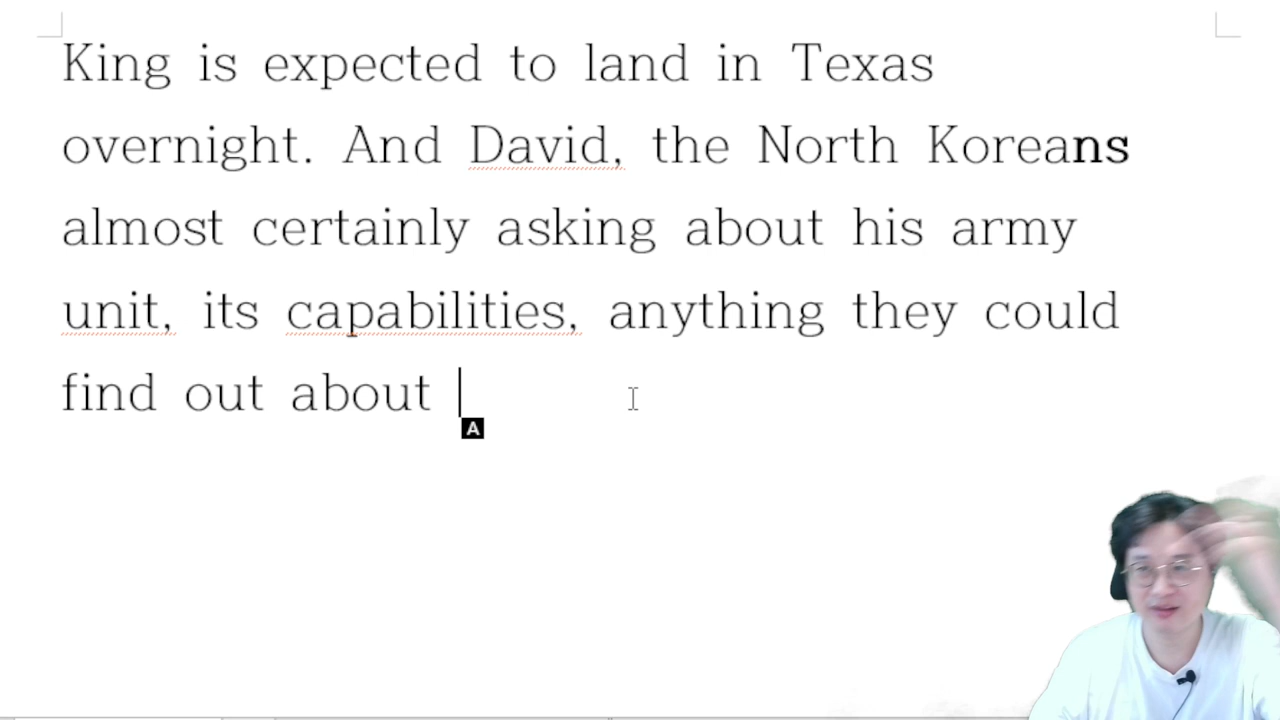 King is expected to land in Texas
overnight. And David, the North Koreans
almost certainly asking about his army
unit, its capabilities, anything they could
find out about
A